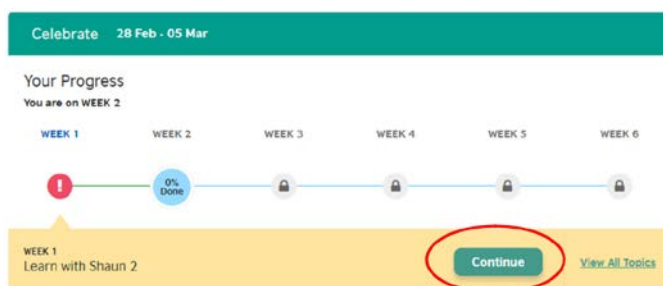 Celebrate 28 Feb - 05 Mar
Your Progress
You are on WEEK 2
WEEK 1 WEEK 2 WEEK 3 WEEK 4 WEEK 5 WEEK 6
! 0% Done
WEEK 1
Learn with Shaun 2
Continue View All Topics